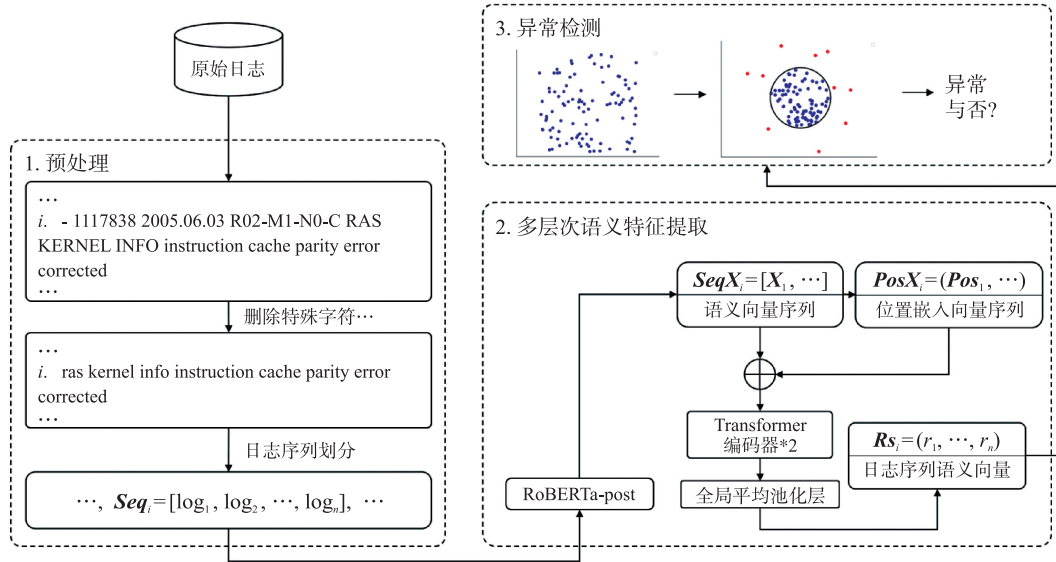 原始日志
1. 预处理
…
i. - 1117838 2005.06.03 R02-M1-N0-C RAS
KERNEL INFO instruction cache parity error
corrected
…
删除特殊字符…
…
i. ras kernel info instruction cache parity error
corrected
…
日志序列划分
…, Seqᵢ=[log₁, log₂, …, logₙ], …
3. 异常检测
异常
与否?
2. 多层次语义特征提取
SeqXᵢ=[X₁, …]
语义向量序列
PosXᵢ=(Pos₁, …)
位置嵌入向量序列
Transformer
编码器*2
全局平均池化层
Rsᵢ=(r₁, …, rₙ)
日志序列语义向量
RoBERTa-post